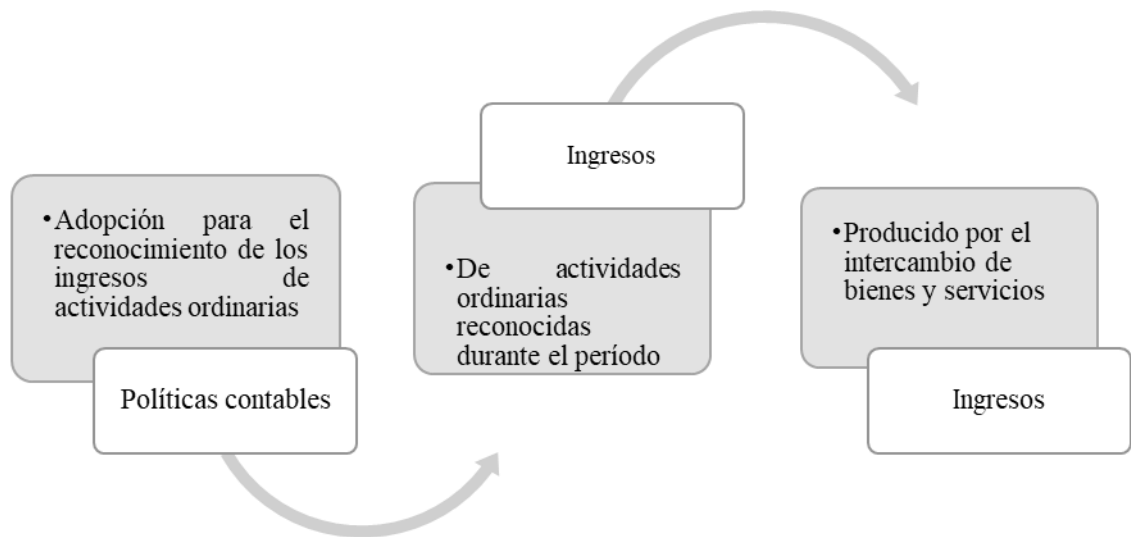 •Adopción para el
reconocimiento de los
ingresos de
actividades ordinarias
Políticas contables
Ingresos
•De actividades
ordinarias
reconocidas
durante el período
•Producido por el
intercambio de
bienes y servicios
Ingresos